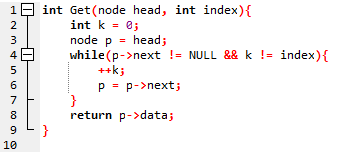 1 int Get(node head, int index){
2 int k = 0;
3 node p = head;
4 while(p->next != NULL && k != index){
5 ++k;
6 p = p->next;
7 }
8 return p->data;
9 }
10